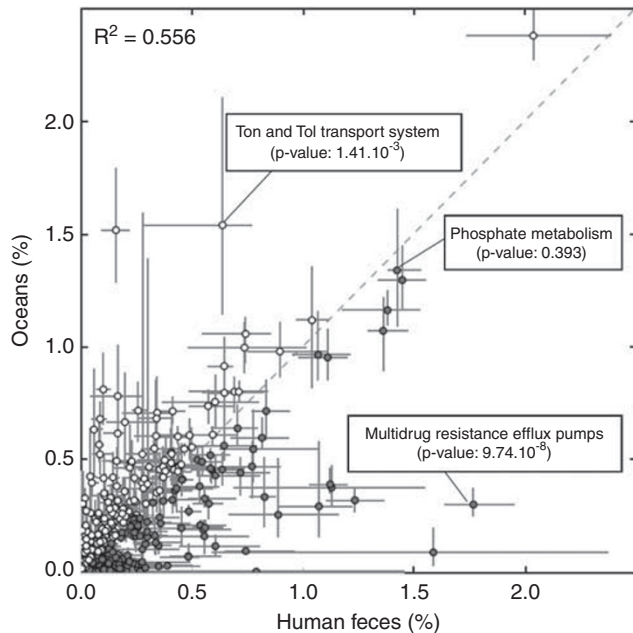 R² = 0.556
Ton and Tol transport system
(p-value: 1.41.10⁻³)
Phosphate metabolism
(p-value: 0.393)
Multidrug resistance efflux pumps
(p-value: 9.74.10⁻⁸)
Oceans (%)
2.0
1.5
1.0
0.5
0.0
0.0 0.5 1.0 1.5 2.0
Human feces (%)